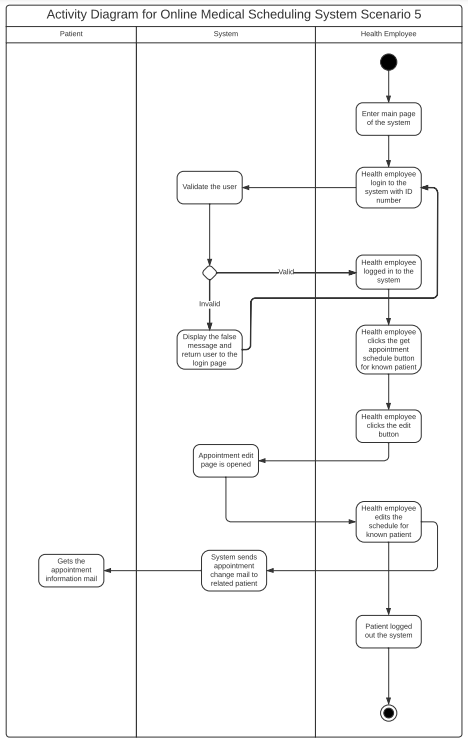 Activity Diagram for Online Medical Scheduling System Scenario 5
Patient
System
Health Employee
Enter main page
of the system
Health employee
login to the
system with ID
number
Validate the user
Valid
Health employee
logged in to the
system
Invalid
Display the false
message and
return user to the
login page
Health employee
clicks the get
appointment
schedule button
for known patient
Health employee
clicks the edit
button
Appointment edit
page is opened
Health employee
edits the
schedule for
known patient
System sends
appointment
change mail to
related patient
Gets the
appointment
information mail
Patient logged
out the system